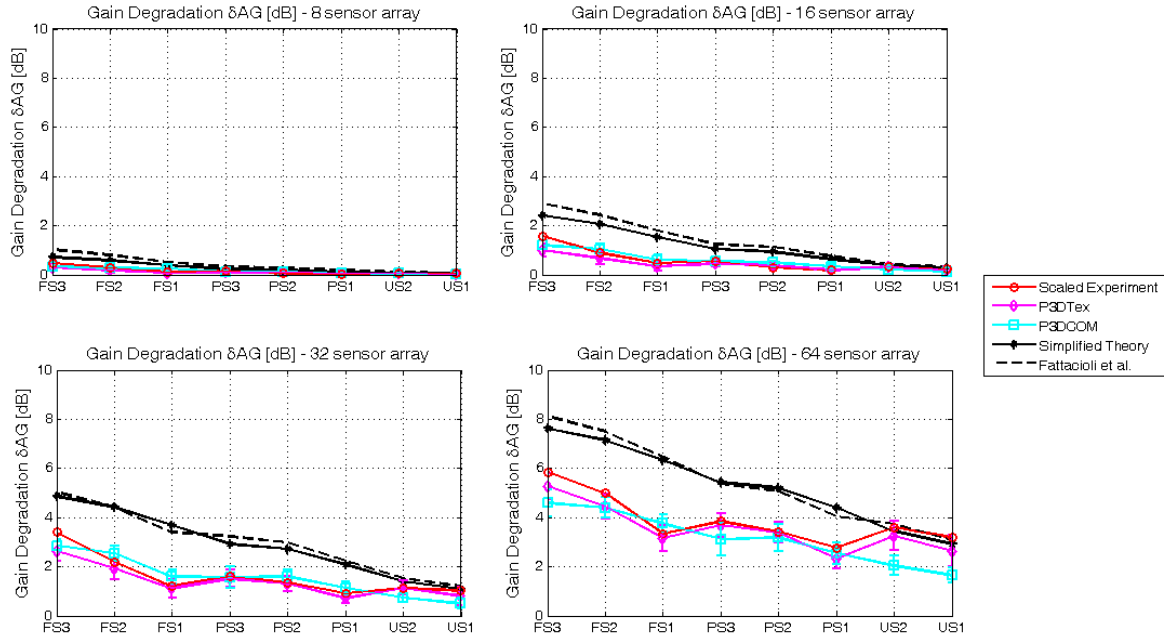 Gain Degradation δAG [dB] - 8 sensor array
Gain Degradation δAG [dB]
10
8
6
4
2
0
FS3 FS2 FS1 PS3 PS2 PS1 US2 US1
Gain Degradation δAG [dB] - 16 sensor array
Gain Degradation δAG [dB]
10
8
6
4
2
0
FS3 FS2 FS1 PS3 PS2 PS1 US2 US1
Scaled Experiment
P3DTex
P3DCOM
Simplified Theory
Fattacioli et al.
Gain Degradation δAG [dB] - 32 sensor array
Gain Degradation δAG [dB]
10
8
6
4
2
0
FS3 FS2 FS1 PS3 PS2 PS1 US2 US1
Gain Degradation δAG [dB] - 64 sensor array
Gain Degradation δAG [dB]
10
8
6
4
2
0
FS3 FS2 FS1 PS3 PS2 PS1 US2 US1